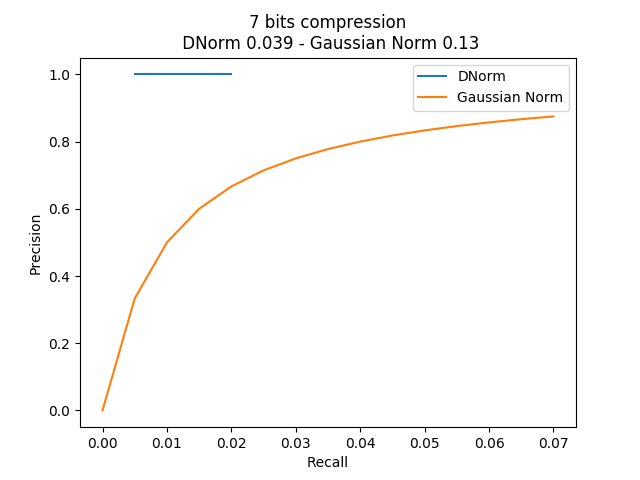 7 bits compression
DNorm 0.039 - Gaussian Norm 0.13
DNorm
Gaussian Norm
1.0
0.8
0.6
0.4
0.2
0.0
Precision
0.00 0.01 0.02 0.03 0.04 0.05 0.06 0.07
Recall